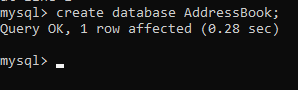 mysql> create database AddressBook;
Query OK, 1 row affected (0.28 sec)
mysql>